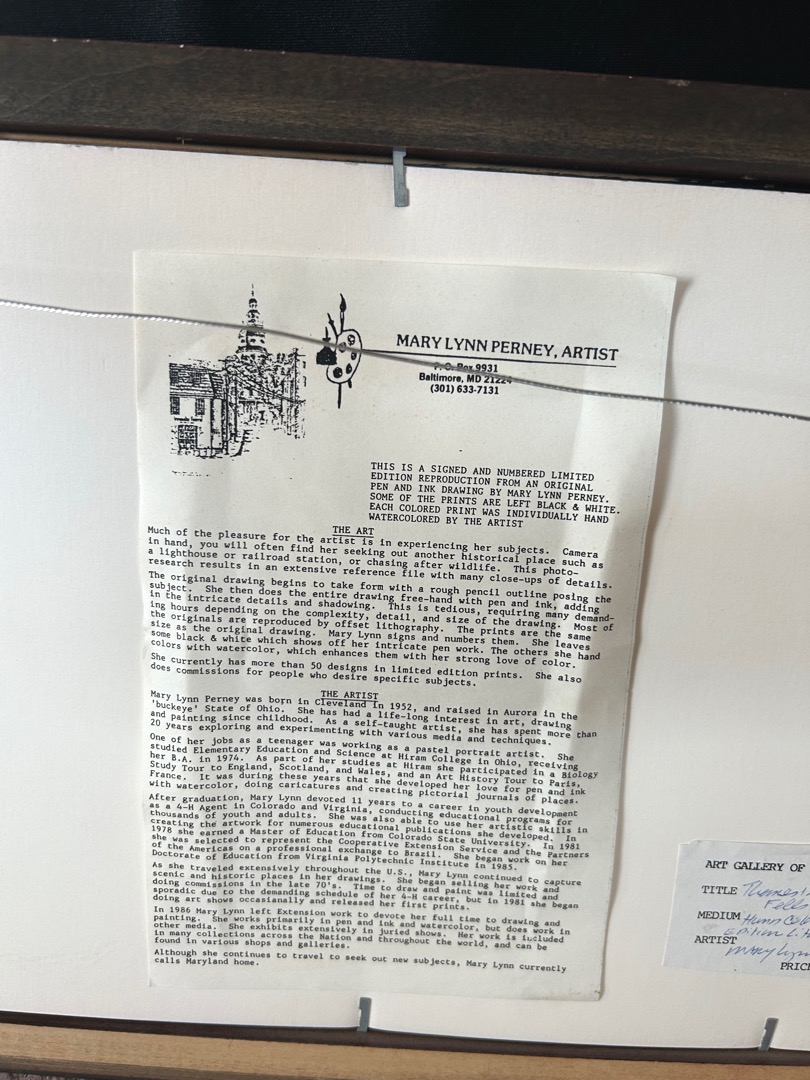 MARY LYNN PERNEY, ARTIST
P. O. Box 9931
Baltimore, MD 21224
(301) 633-7131
THIS IS A SIGNED AND NUMBERED LIMITED
EDITION REPRODUCTION FROM AN ORIGINAL
PEN AND INK DRAWING BY MARY LYNN PERNEY.
SOME OF THE PRINTS ARE LEFT BLACK & WHITE.
EACH COLORED PRINT WAS INDIVIDUALLY HAND
WATERCOLORED BY THE ARTIST
THE ART
Much of the pleasure for the artist is in experiencing her subjects. Camera
in hand, you will often find her seeking out another historical place such as
a lighthouse or railroad station, or chasing after wildlife. This photo-
research results in an extensive reference file with many close-ups of details.
The original drawing begins to take form with a rough pencil outline posing the
subject. She then does the entire drawing free-hand with pen and ink, adding
in the intricate details and shadowing. This is tedious, requiring many demand-
ing hours depending on the complexity, detail, and size of the drawing. Most of
the originals are reproduced by offset lithography. The prints are the same
size as the original drawing. Mary Lynn signs and numbers them. She leaves
some black & white which shows off her intricate pen work. The others she hand
colors with watercolor, which enhances them with her strong love of color.
She currently has more than 50 designs in limited edition prints. She also
does commissions for people who desire specific subjects.
THE ARTIST
Mary Lynn Perney was born in Cleveland in 1952, and raised in Aurora in the
'buckeye' State of Ohio. She has had a life-long interest in art, drawing
and painting since childhood. As a self-taught artist, she has spent more than
20 years exploring and experimenting with various media and techniques.
One of her jobs as a teenager was working as a pastel portrait artist. She
studied Elementary Education and Science at Hiram College in Ohio, receiving
her B.A. in 1974. As part of her studies at Hiram she participated in a Biology
Study Tour to England, Scotland, and Wales, and an Art History Tour to Paris,
France. It was during these years that she developed her love for pen and ink
with watercolor, doing caricatures and creating pictorial journals of places.
After graduation, Mary Lynn devoted 11 years to a career in youth development
as a 4-H Agent in Colorado and Virginia, conducting educational programs for
thousands of youth and adults. She was also able to use her artistic skills in
creating the artwork for numerous educational publications she developed. In
1978 she earned a Master of Education from Colorado State University. In 1981
she was selected to represent the Cooperative Extension Service and the Partners
of the Americas on a professional exchange to Brazil. She began work on her
Doctorate of Education from Virginia Polytechnic Institute in 1985.
As she traveled extensively throughout the U.S., Mary Lynn continued to capture
scenic and historic places in her drawings. She began selling her work and
doing commissions in the late 70's. Time to draw and paint was limited and
sporadic due to the demanding schedule of her 4-H career, but in 1981 she began
doing art shows occasionally and released her first prints.
In 1986 Mary Lynn left Extension work to devote her full time to drawing and
painting. She works primarily in pen and ink and watercolor, but does work in
other media. She exhibits extensively in juried shows. Her work is included
in many collections across the Nation and throughout the world, and can be
found in various shops and galleries.
Although she continues to travel to seek out new subjects, Mary Lynn currently
calls Maryland home.
ART GALLERY OF
TITLE
Fells
MEDIUM
ARTIST
Mary Lynn
PRIC